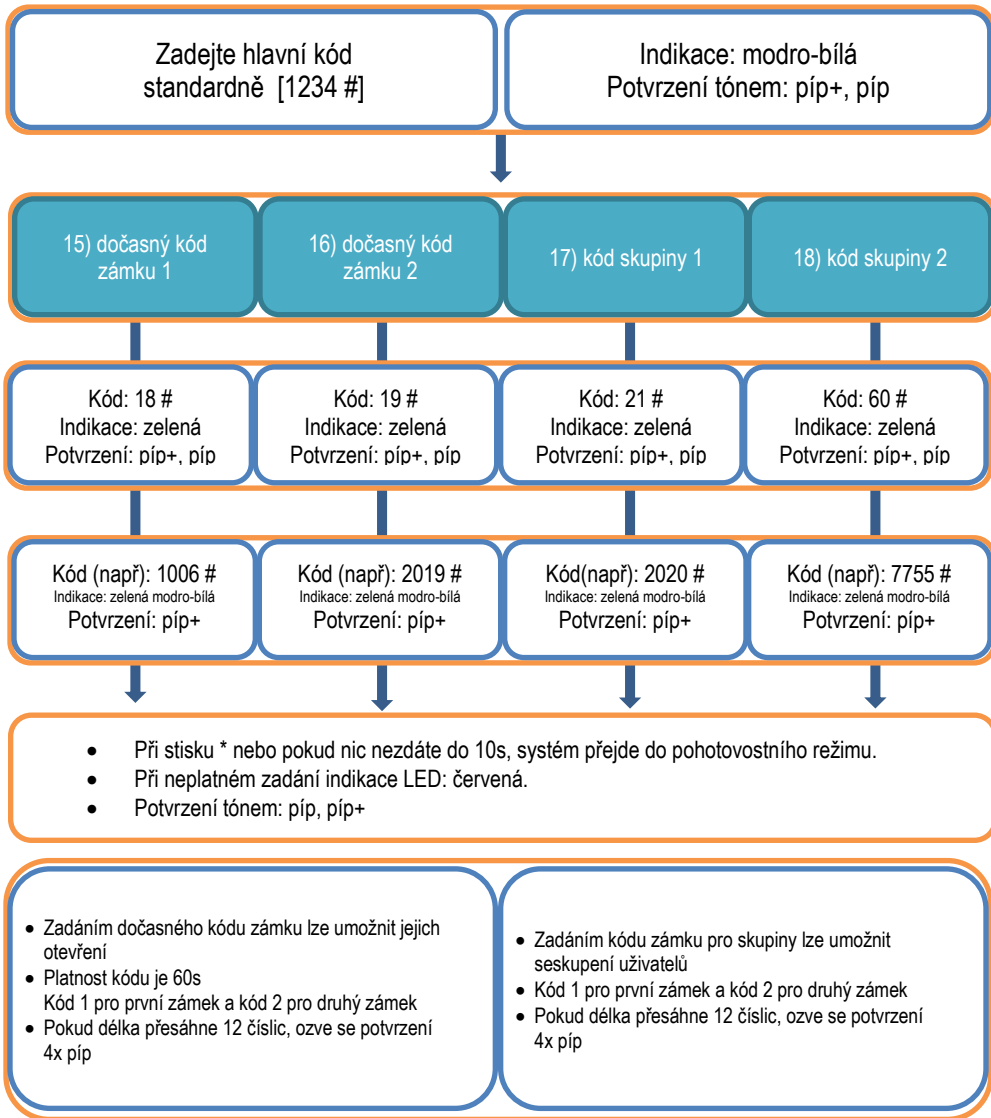 Zadejte hlavní kód
standardně [1234 #]
Indikace: modro-bílá
Potvrzení tónem: píp+, píp
15) dočasný kód
zámku 1
16) dočasný kód
zámku 2
17) kód skupiny 1
18) kód skupiny 2
Kód: 18 #
Indikace: zelená
Potvrzení: píp+, píp
Kód: 19 #
Indikace: zelená
Potvrzení: píp+, píp
Kód: 21 #
Indikace: zelená
Potvrzení: píp+, píp
Kód: 60 #
Indikace: zelená
Potvrzení: píp+, píp
Kód (např): 1006 #
Indikace: zelená modro-bílá
Potvrzení: píp+
Kód (např): 2019 #
Indikace: zelená modro-bílá
Potvrzení: píp+
Kód(např): 2020 #
Indikace: zelená modro-bílá
Potvrzení: píp+
Kód (např): 7755 #
Indikace: zelená modro-bílá
Potvrzení: píp+
• Při stisku * nebo pokud nic nezdáte do 10s, systém přejde do pohotovostního režimu.
• Při neplatném zadání indikace LED: červená.
• Potvrzení tónem: píp, píp+
• Zadáním dočasného kódu zámku lze umožnit jejich
otevření
• Platnost kódu je 60s
Kód 1 pro první zámek a kód 2 pro druhý zámek
• Pokud délka přesáhne 12 číslic, ozve se potvrzení
4x píp
• Zadáním kódu zámku pro skupiny lze umožnit
seskupení uživatelů
• Kód 1 pro první zámek a kód 2 pro druhý zámek
• Pokud délka přesáhne 12 číslic, ozve se potvrzení
4x píp